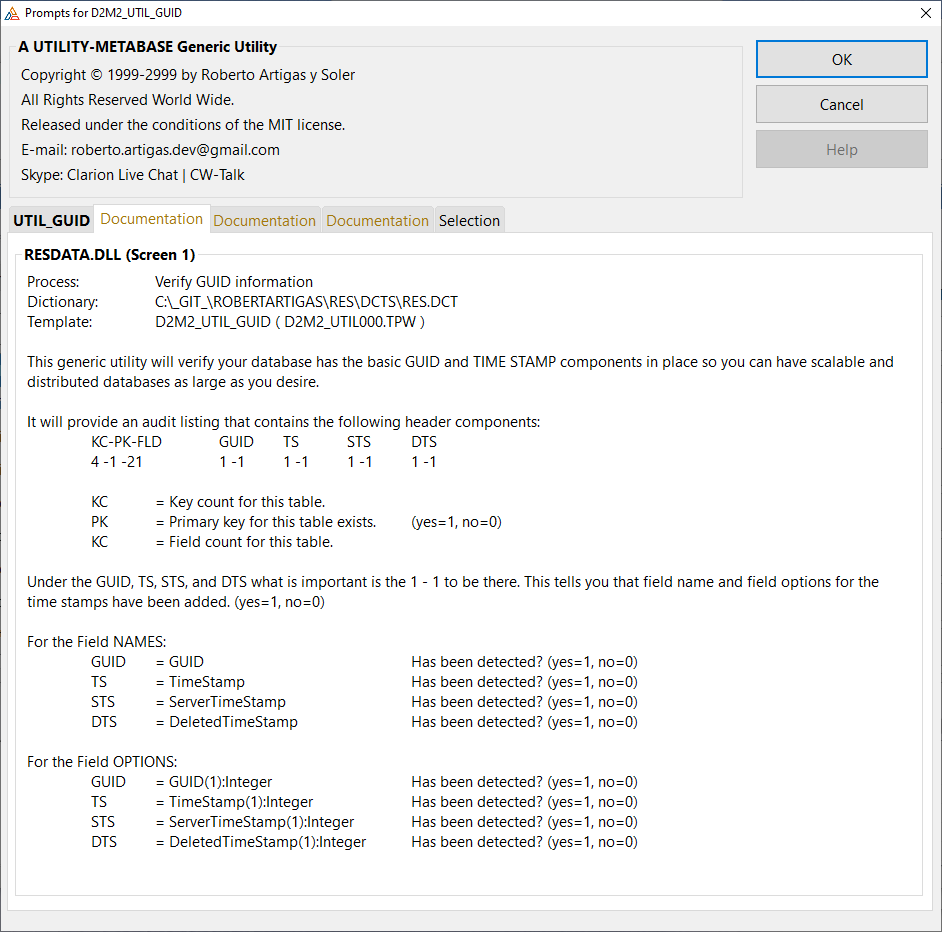 Prompts for D2M2_UTIL_GUID
A UTILITY-METABASE Generic Utility
Copyright © 1999-2999 by Roberto Artigas y Soler
All Rights Reserved World Wide.
Released under the conditions of the MIT license.
E-mail: roberto.artigas.dev@gmail.com
Skype: Clarion Live Chat | CW-Talk
OK
Cancel
Help
UTIL_GUID Documentation Documentation Documentation Selection
RESDATA.DLL (Screen 1)
Process: Verify GUID information
Dictionary: C:\_GIT_\ROBERTARTIGAS\RES\DCTS\RES.DCT
Template: D2M2_UTIL_GUID ( D2M2_UTIL000.TPW )
This generic utility will verify your database has the basic GUID and TIME STAMP components in place so you can have scalable and
distributed databases as large as you desire.
It will provide an audit listing that contains the following header components:
KC-PK-FLD GUID TS STS DTS
4 -1 -21 1 -1 1 -1 1 -1 1 -1
KC = Key count for this table.
PK = Primary key for this table exists. (yes=1, no=0)
KC = Field count for this table.
Under the GUID, TS, STS, and DTS what is important is the 1 - 1 to be there. This tells you that field name and field options for the
time stamps have been added. (yes=1, no=0)
For the Field NAMES:
GUID = GUID Has been detected? (yes=1, no=0)
TS = TimeStamp Has been detected? (yes=1, no=0)
STS = ServerTimeStamp Has been detected? (yes=1, no=0)
DTS = DeletedTimeStamp Has been detected? (yes=1, no=0)
For the Field OPTIONS:
GUID = GUID(1):Integer Has been detected? (yes=1, no=0)
TS = TimeStamp(1):Integer Has been detected? (yes=1, no=0)
STS = ServerTimeStamp(1):Integer Has been detected? (yes=1, no=0)
DTS = DeletedTimeStamp(1):Integer Has been detected? (yes=1, no=0)